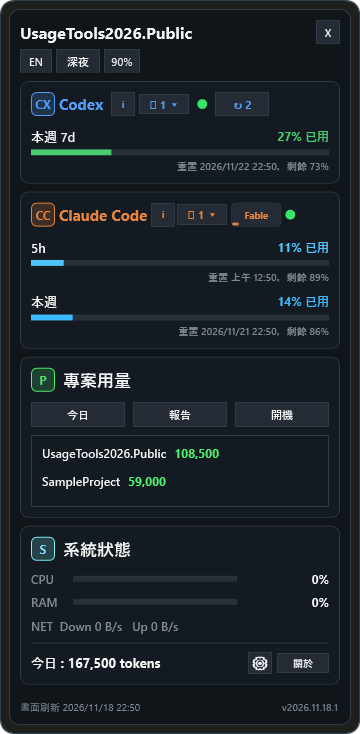 UsageTools2026.Public X
EN 深夜 90%
CX Codex i 1 ▼ ↻ 2
本週 7d 27% 已用
重置 2026/11/22 22:50，剩餘 73%
CC Claude Code i 1 ▼ Fable
5h 11% 已用
重置 上午 12:50，剩餘 89%
本週 14% 已用
重置 2026/11/21 22:50，剩餘 86%
P 專案用量
今日 報告 開機
UsageTools2026.Public 108,500
SampleProject 59,000
S 系統狀態
CPU 0%
RAM 0%
NET Down 0 B/s Up 0 B/s
今日 : 167,500 tokens 關於
畫面刷新 2026/11/18 22:50 v2026.11.18.1